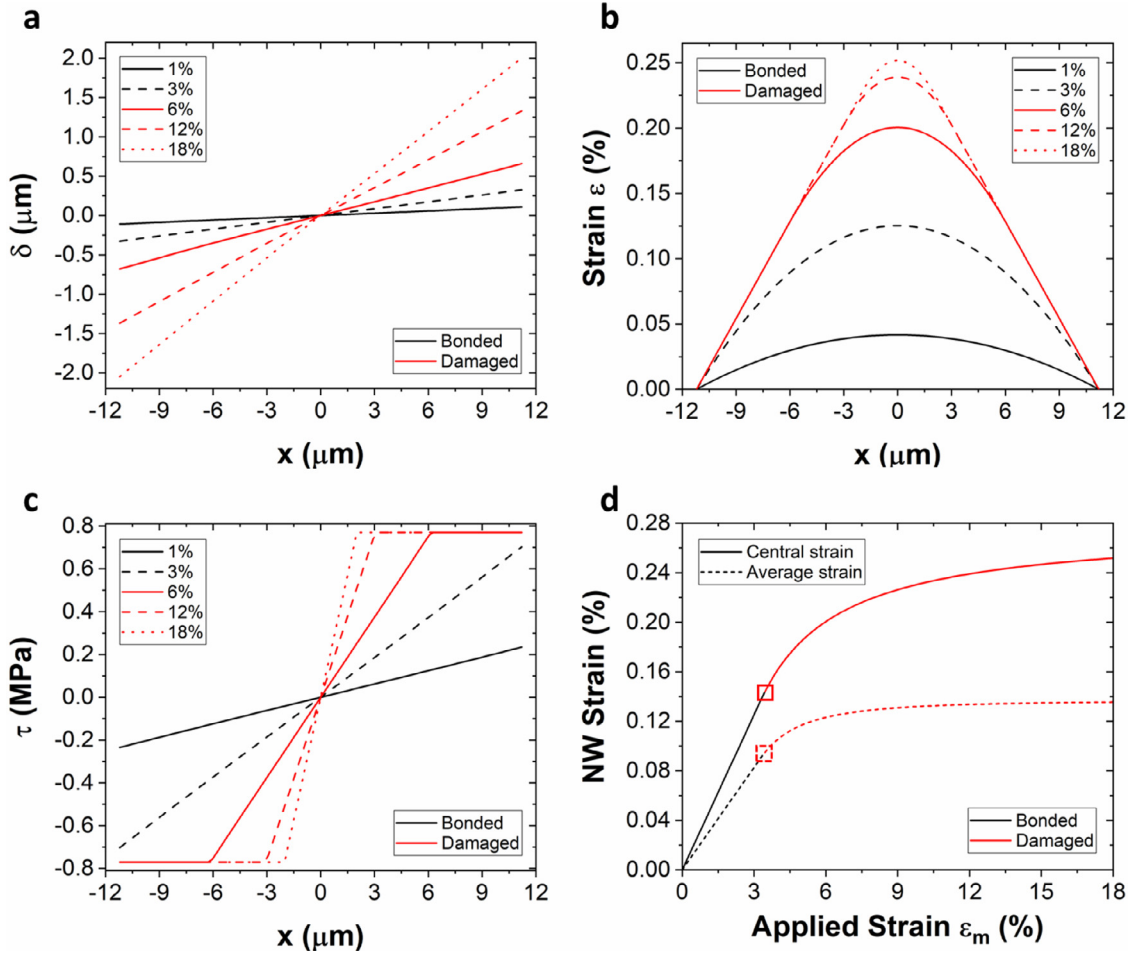 a
2.0
1.5
1.0
0.5
0.0
-0.5
-1.0
-1.5
-2.0
δ (μm)
1%
3%
6%
12%
18%
Bonded
Damaged
-12 -9 -6 -3 0 3 6 9 12
x (μm)
b
0.25
0.20
0.15
0.10
0.05
0.00
Strain ε (%)
Bonded
Damaged
1%
3%
6%
12%
18%
-12 -9 -6 -3 0 3 6 9 12
x (μm)
c
0.8
0.6
0.4
0.2
0.0
-0.2
-0.4
-0.6
-0.8
τ (MPa)
1%
3%
6%
12%
18%
Bonded
Damaged
-12 -9 -6 -3 0 3 6 9 12
x (μm)
d
0.28
0.24
0.20
0.16
0.12
0.08
0.04
0.00
NW Strain (%)
Central strain
Average strain
Bonded
Damaged
0 3 6 9 12 15 18
Applied Strain εm (%)